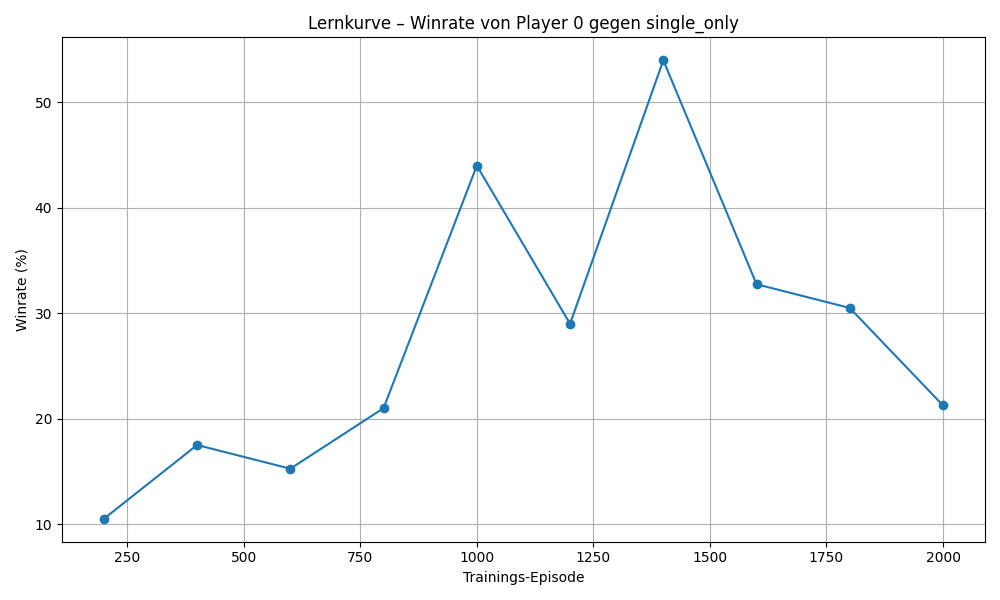 Lernkurve – Winrate von Player 0 gegen single_only
Winrate (%)
50
40
30
20
10
250 500 750 1000 1250 1500 1750 2000
Trainings-Episode